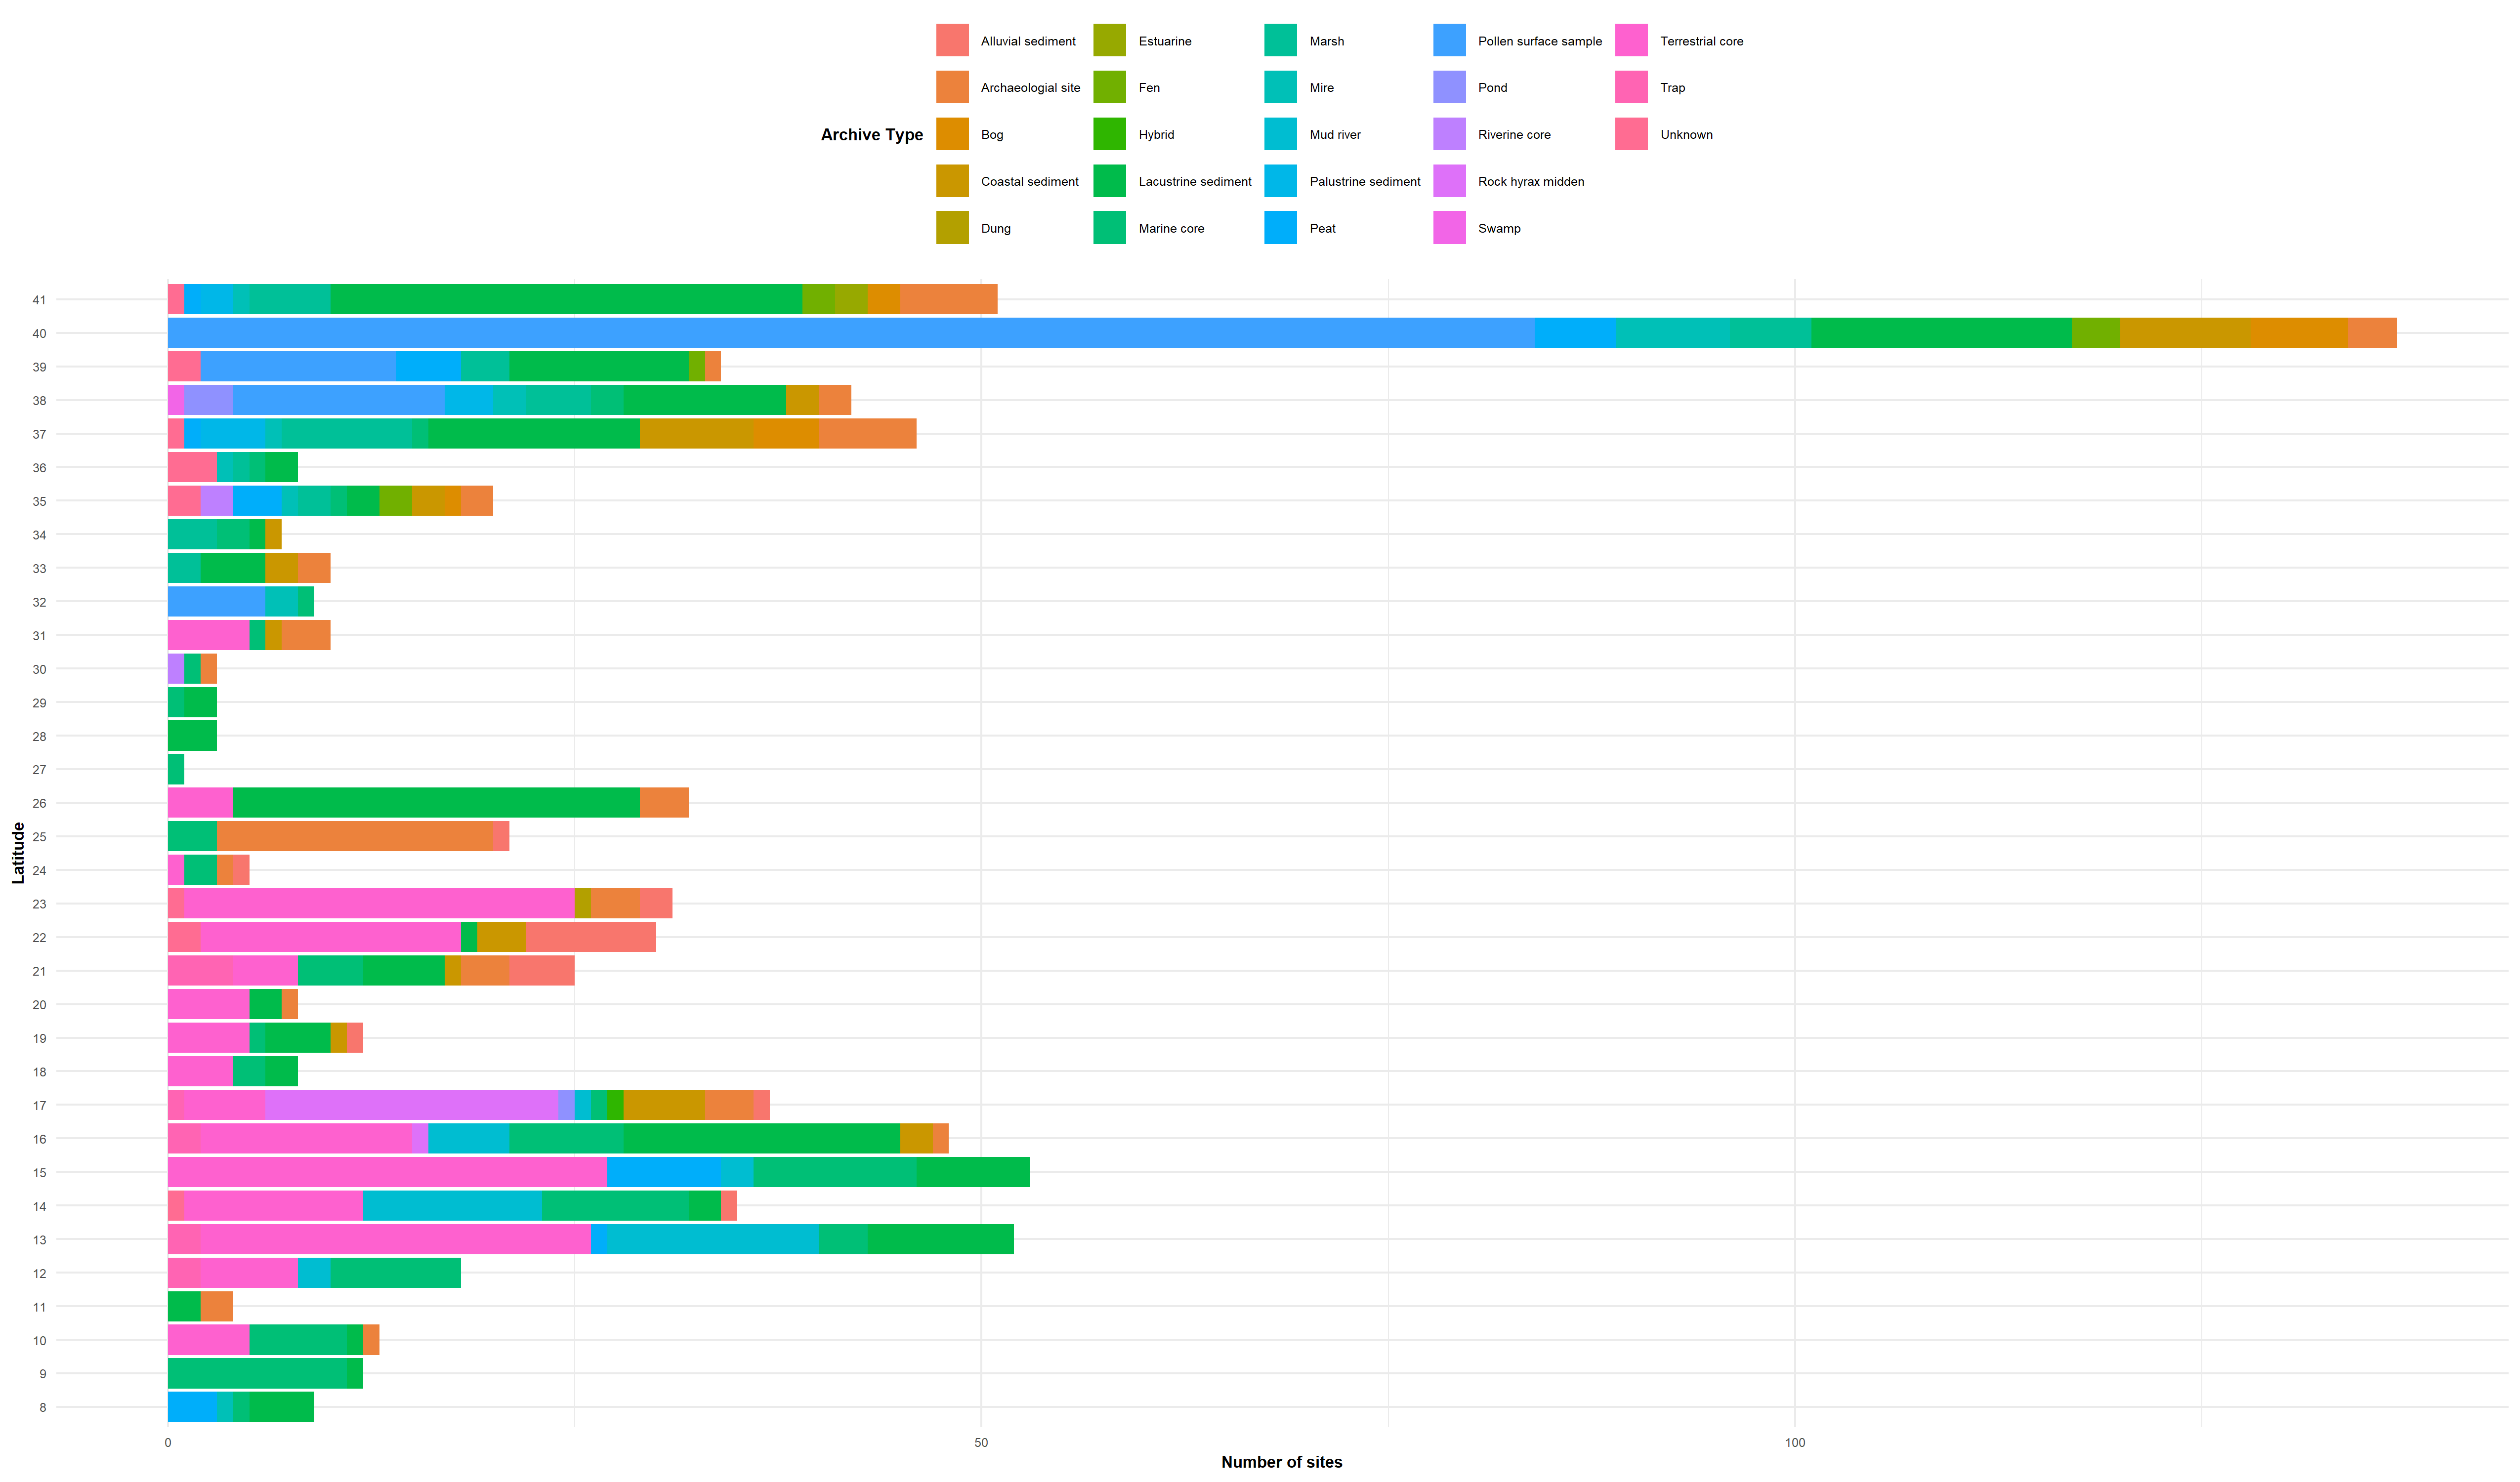 Archive Type
Alluvial sediment
Archaeologial site
Bog
Coastal sediment
Dung
Estuarine
Fen
Hybrid
Lacustrine sediment
Marine core
Marsh
Mire
Mud river
Palustrine sediment
Peat
Pollen surface sample
Pond
Riverine core
Rock hyrax midden
Swamp
Terrestrial core
Trap
Unknown
Latitude
41
40
39
38
37
36
35
34
33
32
31
30
29
28
27
26
25
24
23
22
21
20
19
18
17
16
15
14
13
12
11
10
9
8
0
50
100
Number of sites